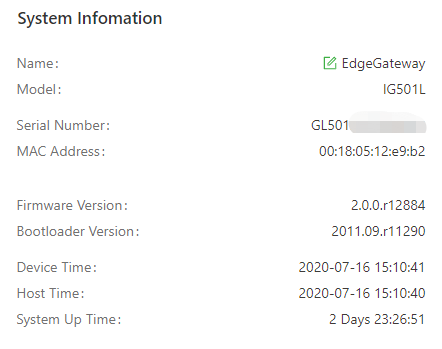 System Infomation
Name: EdgeGateway
Model: IG501L
Serial Number: GL501
MAC Address: 00:18:05:12:e9:b2
Firmware Version: 2.0.0.r12884
Bootloader Version: 2011.09.r11290
Device Time: 2020-07-16 15:10:41
Host Time: 2020-07-16 15:10:40
System Up Time: 2 Days 23:26:51